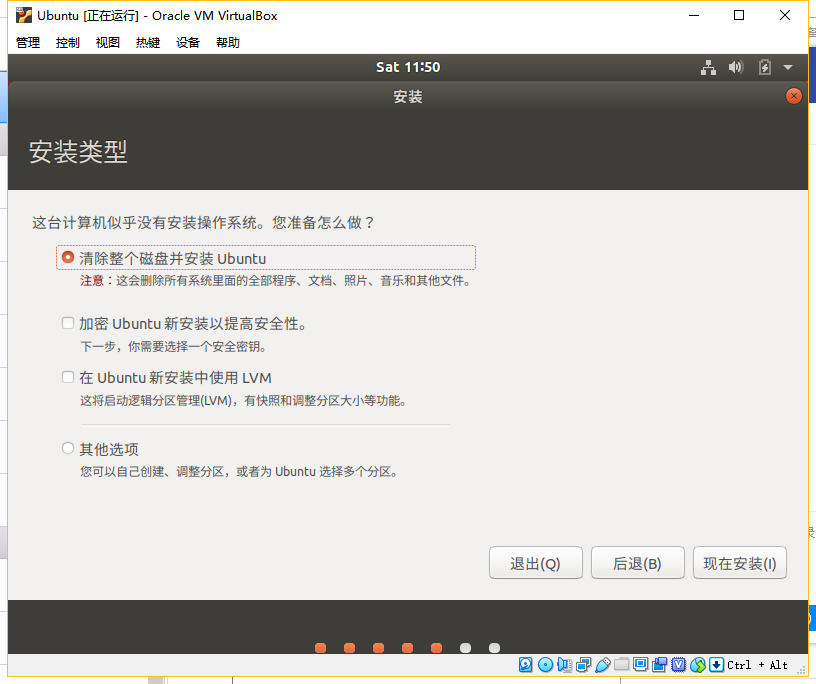 Ubuntu [正在运行] - Oracle VM VirtualBox
管理 控制 视图 热键 设备 帮助
Sat 11:50
安装
安装类型
这台计算机似乎没有安装操作系统。您准备怎么做？
清除整个磁盘并安装 Ubuntu
注意：这会删除所有系统里面的全部程序、文档、照片、音乐和其他文件。
加密 Ubuntu 新安装以提高安全性。
下一步，你需要选择一个安全密钥。
在 Ubuntu 新安装中使用 LVM
这将启动逻辑分区管理(LVM)，有快照和调整分区大小等功能。
其他选项
您可以自己创建、调整分区，或者为 Ubuntu 选择多个分区。
退出(Q) 后退(B) 现在安装(I)
Ctrl + Alt